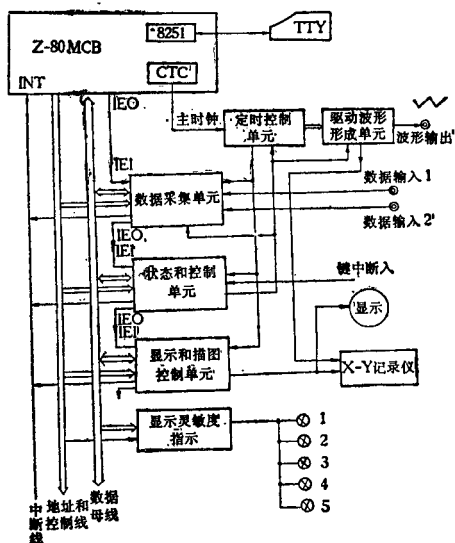 Z-80MCB
8251
TTY
CTC
INT
IEO
主时钟
定时控制
单元
驱动波形
形成单元
波形输出
IEI
数据采集单元
数据输入1
数据输入2
IEO
IEI
状态和控制
单元
键中断入
显示
IEO
IEI
显示和描图
控制单元
X-Y记录仪
显示灵敏度
指示
1
2
3
4
5
中断线
地址和
控制线
数据
母线